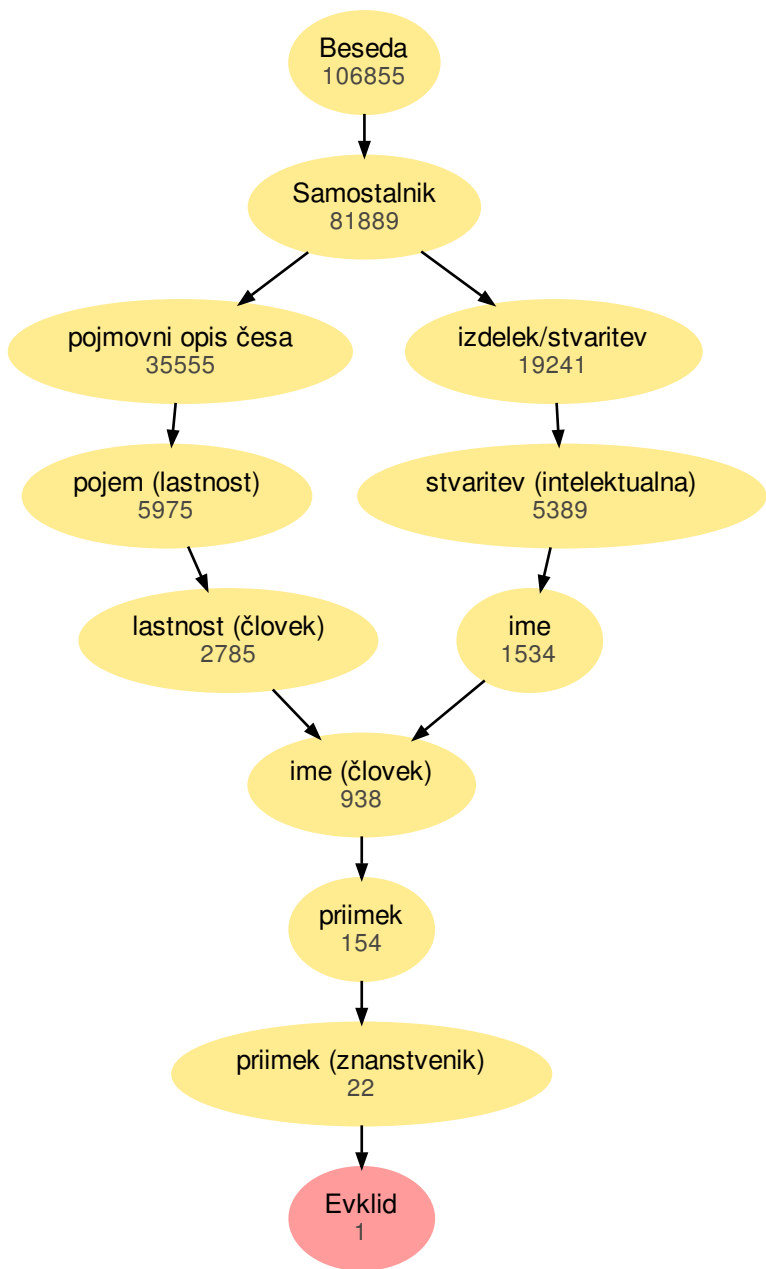 Beseda
106855
Samostalnik
81889
pojmovni opis česa
35555
izdelek/stvaritev
19241
pojem (lastnost)
5975
stvaritev (intelektualna)
5389
lastnost (človek)
2785
ime
1534
ime (človek)
938
priimek
154
priimek (znanstvenik)
22
Evklid
1